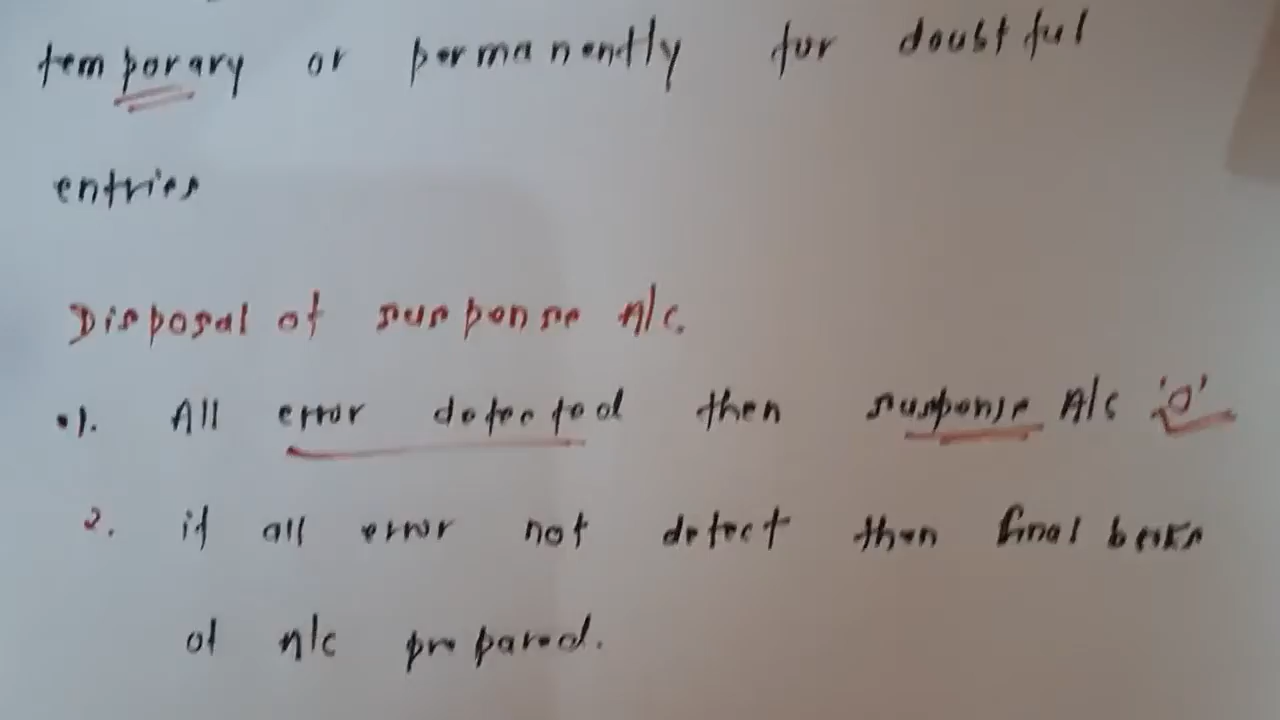 temporary or permanently for doubtful
entries
Disposal of suspense A/c.
1. All error detected then suspense A/c '0'
2. if all error not detect then final books
of A/c prepared.